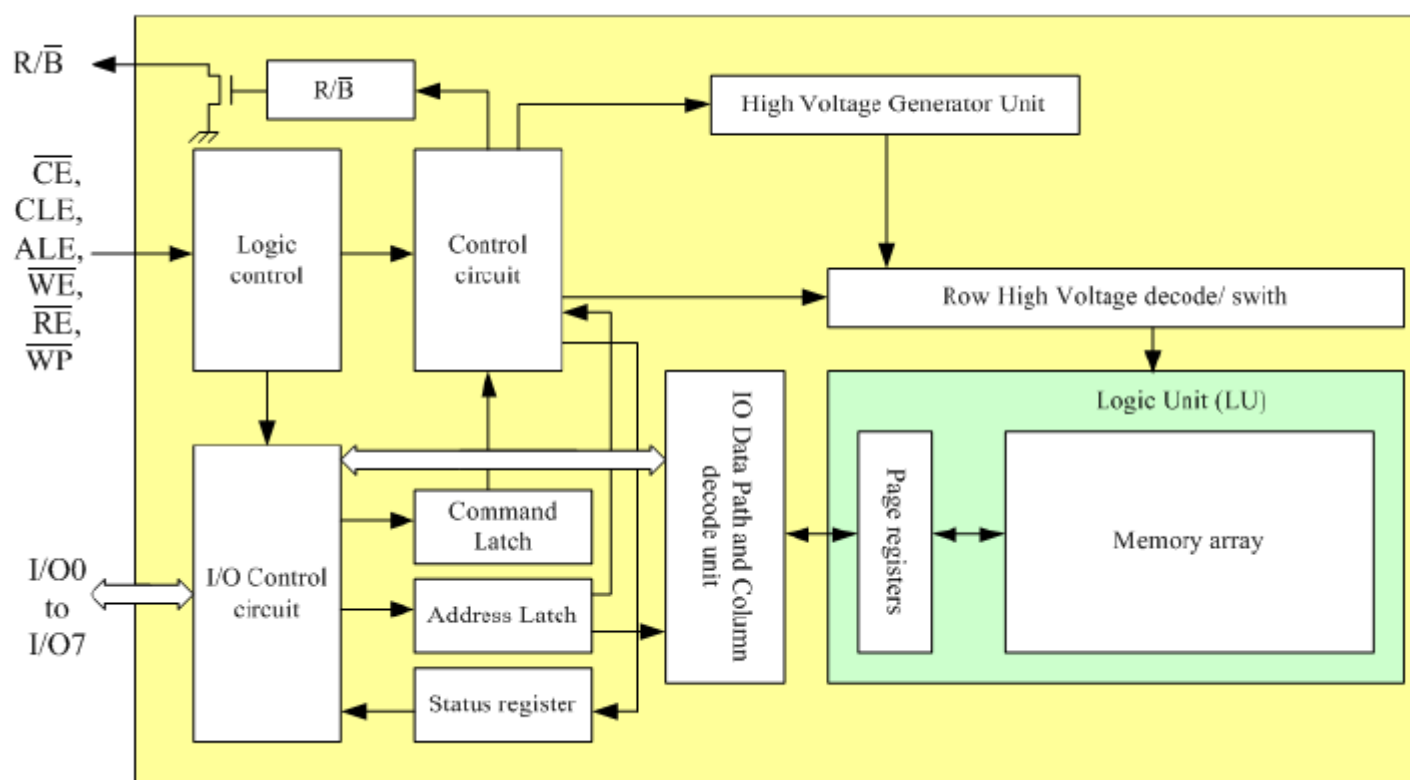 R/B̅
R/B̅
High Voltage Generator Unit
C̅E̅,
CLE,
ALE,
W̅E̅,
R̅E̅,
W̅P̅
Logic
control
Control
circuit
Row High Voltage decode/ swith
Logic Unit (LU)
IO Data Path and Column
decode unit
Page registers
Memory array
Command
Latch
I/O0
to
I/O7
I/O Control
circuit
Address Latch
Status register